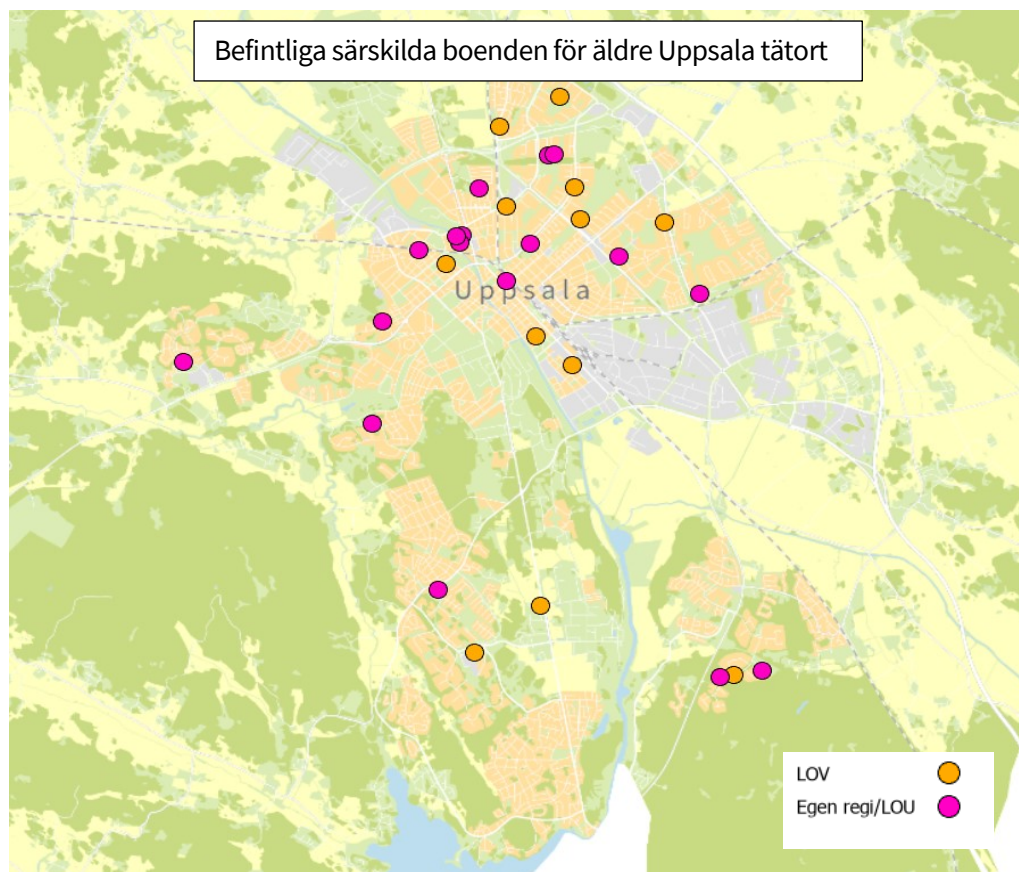 Befintliga särskilda boenden för äldre Uppsala tätort
Uppsala
LOV
Egen regi/LOU